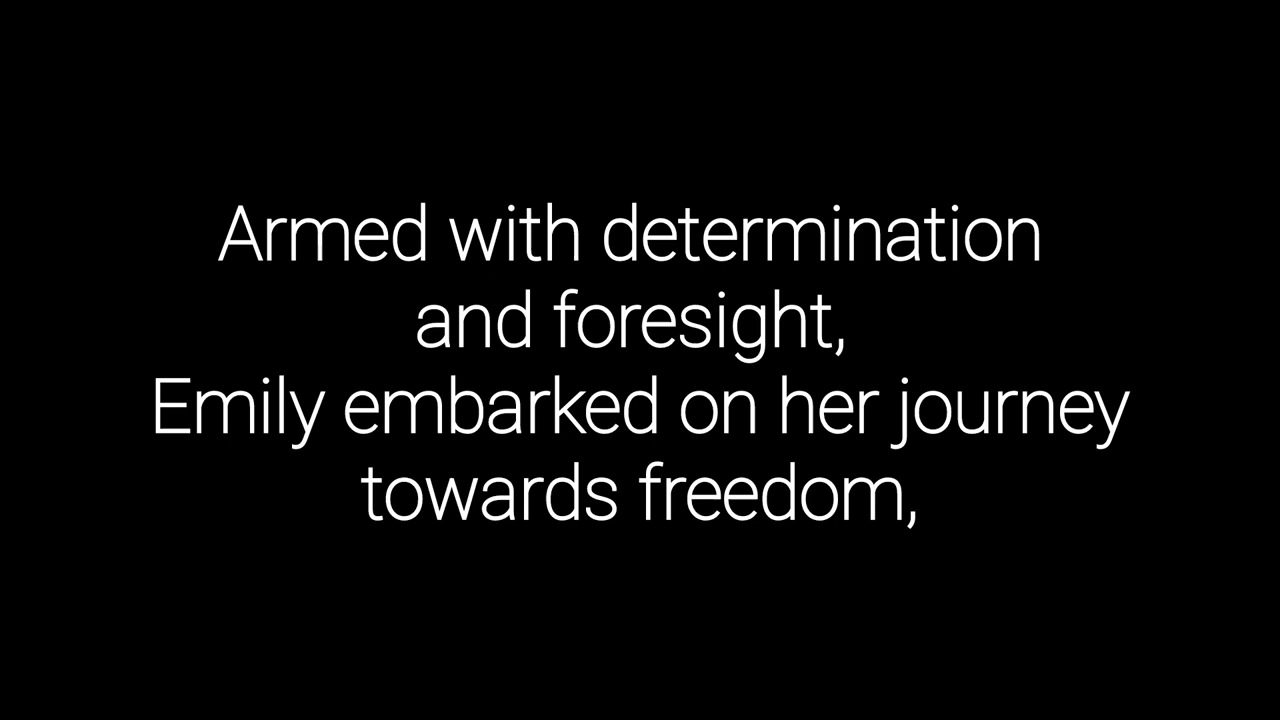 Armed with determination
and foresight,
Emily embarked on her journey
towards freedom,